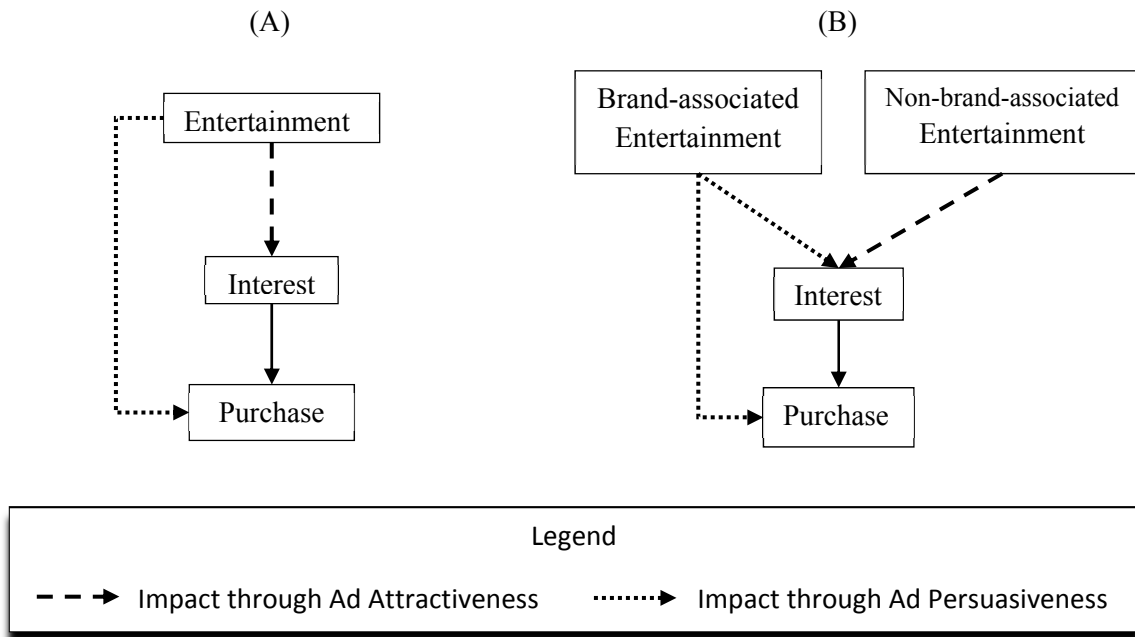 (A)
Entertainment
Interest
Purchase
(B)
Brand-associated
Entertainment
Non-brand-associated
Entertainment
Interest
Purchase
Legend
Impact through Ad Attractiveness
Impact through Ad Persuasiveness